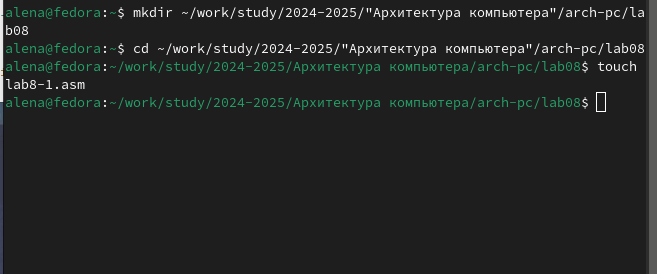 alena@fedora:~$ mkdir ~/work/study/2024-2025/"Архитектура компьютера"/arch-pc/la
b08
alena@fedora:~$ cd ~/work/study/2024-2025/"Архитектура компьютера"/arch-pc/lab08
alena@fedora:~/work/study/2024-2025/Архитектура компьютера/arch-pc/lab08$ touch
lab8-1.asm
alena@fedora:~/work/study/2024-2025/Архитектура компьютера/arch-pc/lab08$